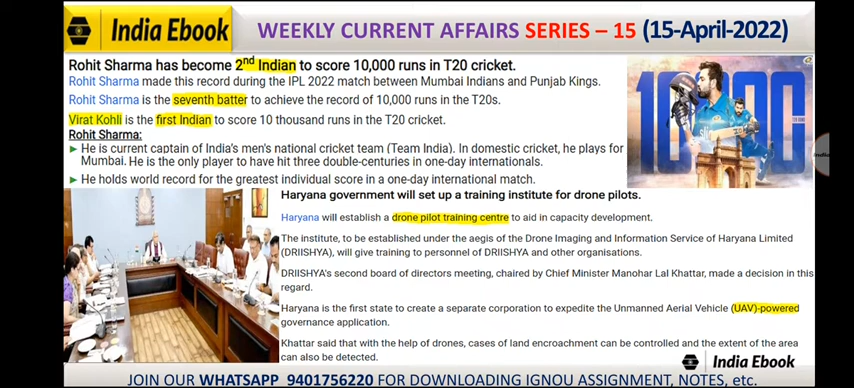 India Ebook
WEEKLY CURRENT AFFAIRS SERIES – 15 (15-April-2022)
Rohit Sharma has become 2nd Indian to score 10,000 runs in T20 cricket.
Rohit Sharma made this record during the IPL 2022 match between Mumbai Indians and Punjab Kings.
Rohit Sharma is the seventh batter to achieve the record of 10,000 runs in the T20s.
Virat Kohli is the first Indian to score 10 thousand runs in the T20 cricket.
Rohit Sharma:
► He is current captain of India's men's national cricket team (Team India). In domestic cricket, he plays for
Mumbai. He is the only player to have hit three double-centuries in one-day internationals.
► He holds world record for the greatest individual score in a one-day international match.
Haryana government will set up a training institute for drone pilots.
Haryana will establish a drone pilot training centre to aid in capacity development.
The institute, to be established under the aegis of the Drone Imaging and Information Service of Haryana Limited
(DRIISHYA), will give training to personnel of DRIISHYA and other organisations.
DRIISHYA's second board of directors meeting, chaired by Chief Minister Manohar Lal Khattar, made a decision in this
regard.
Haryana is the first state to create a separate corporation to expedite the Unmanned Aerial Vehicle (UAV)-powered
governance application.
Khattar said that with the help of drones, cases of land encroachment can be controlled and the extent of the area
can also be detected.
India Ebook
JOIN OUR WHATSAPP 9401756220 FOR DOWNLOADING IGNOU ASSIGNMENT, NOTES, etc.